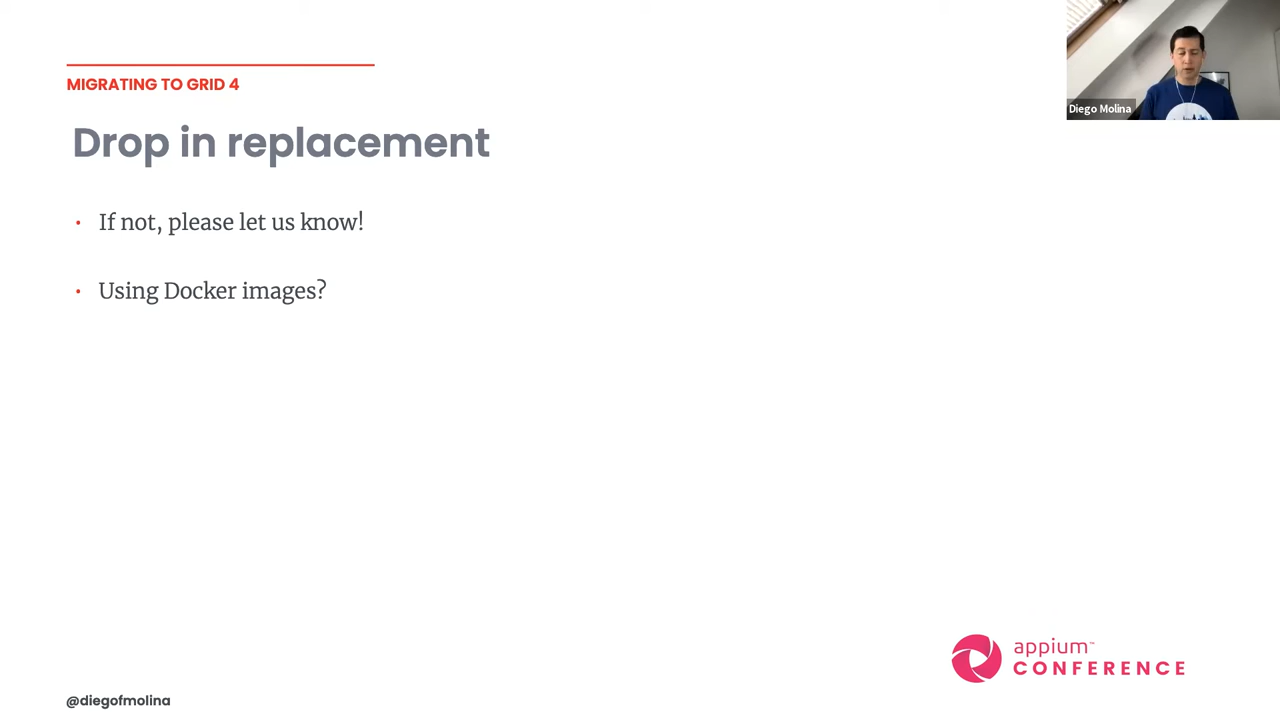 MIGRATING TO GRID 4
Drop in replacement
• If not, please let us know!
• Using Docker images?
Diego Molina
appium™
CONFERENCE
@diegofmolina